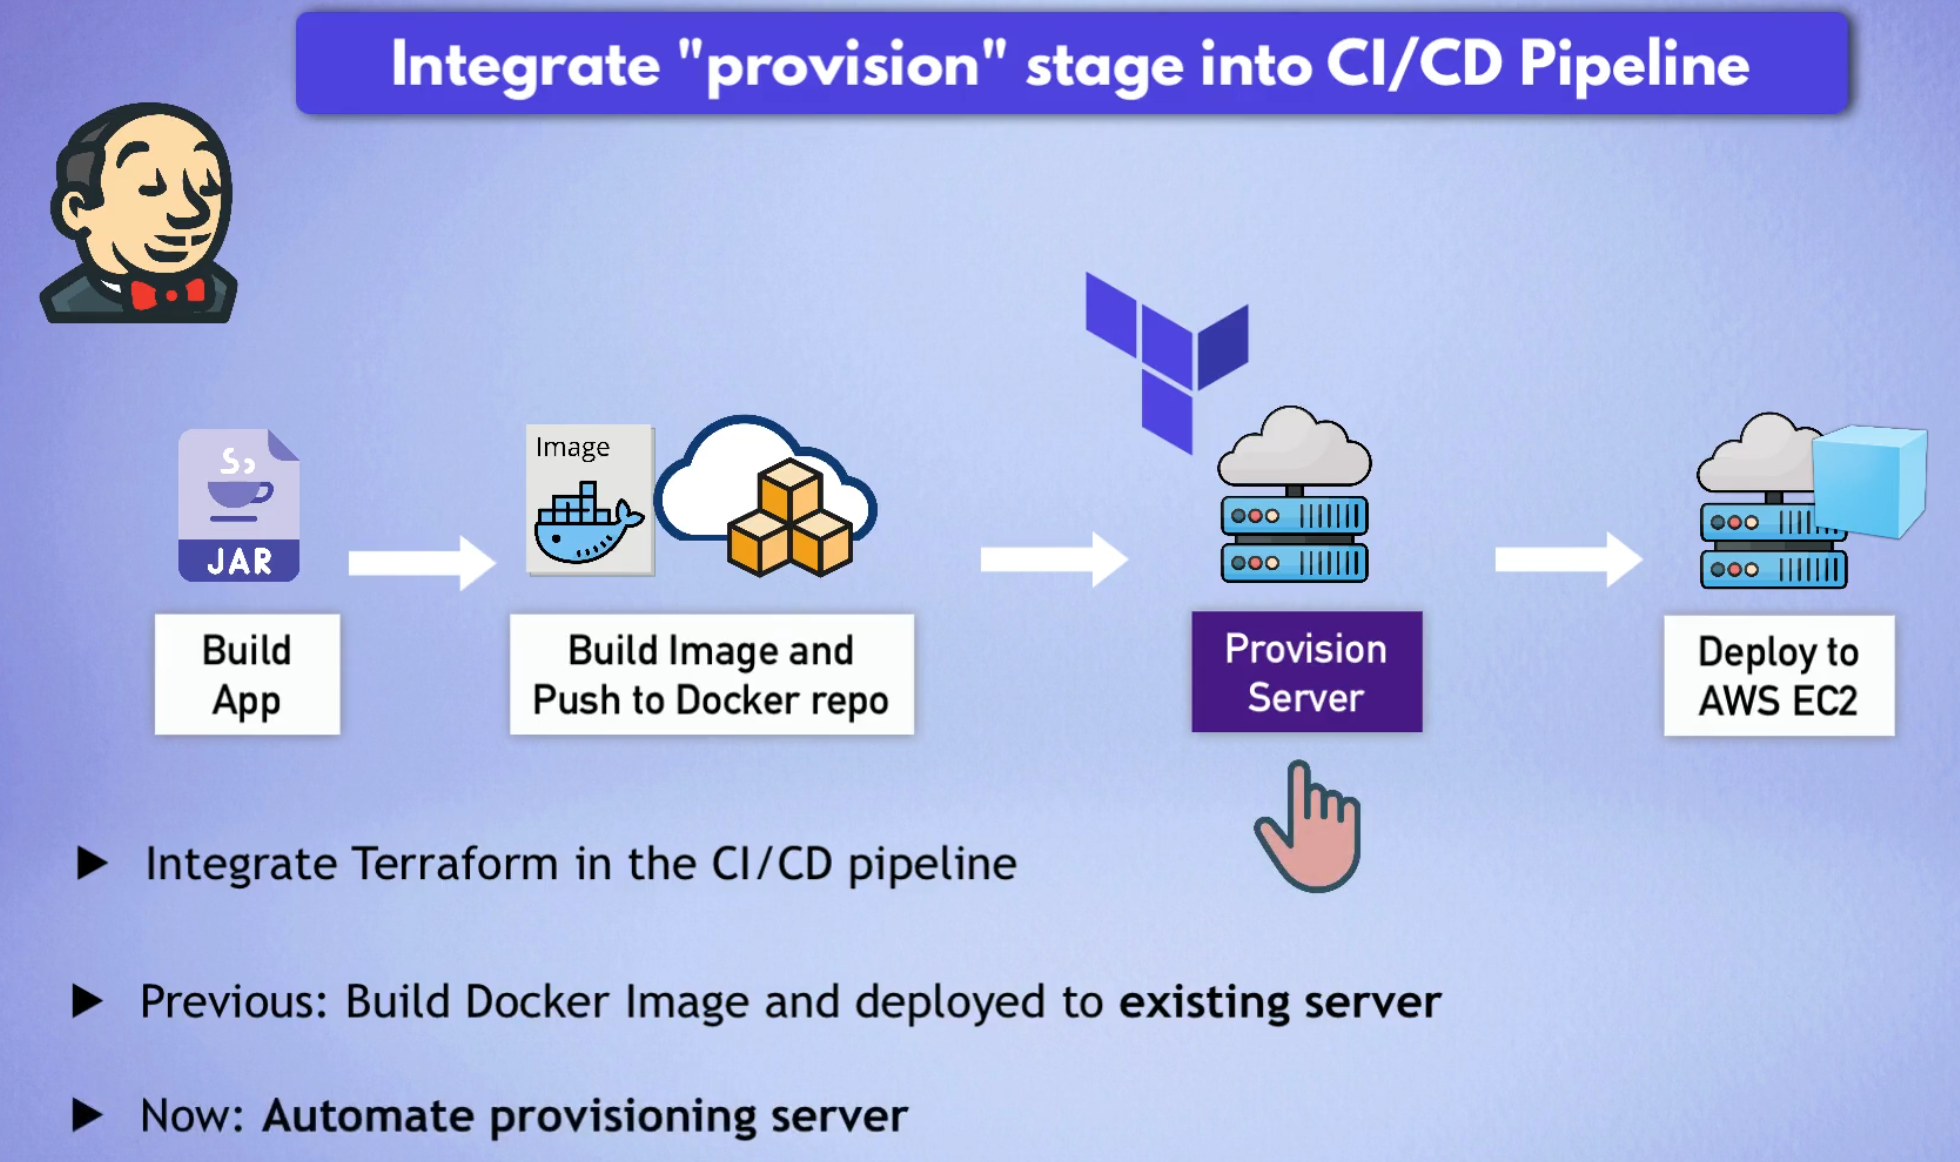 Integrate "provision" stage into CI/CD Pipeline
Image
JAR
Build
App
Build Image and
Push to Docker repo
Provision
Server
Deploy to
AWS EC2
Integrate Terraform in the CI/CD pipeline
Previous: Build Docker Image and deployed to existing server
Now: Automate provisioning server